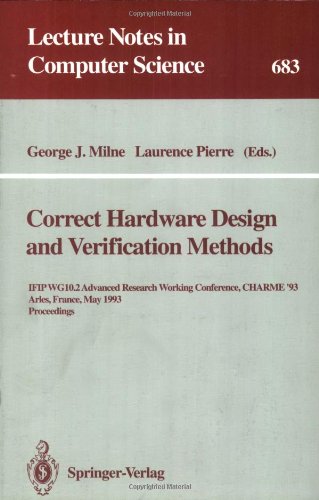 Lecture Notes in
Computer Science 683
George J. Milne Laurence Pierre (Eds.)
Correct Hardware Design
and Verification Methods
IFIP WG10.2 Advanced Research Working Conference, CHARME '93
Arles, France, May 1993
Proceedings
Springer-Verlag